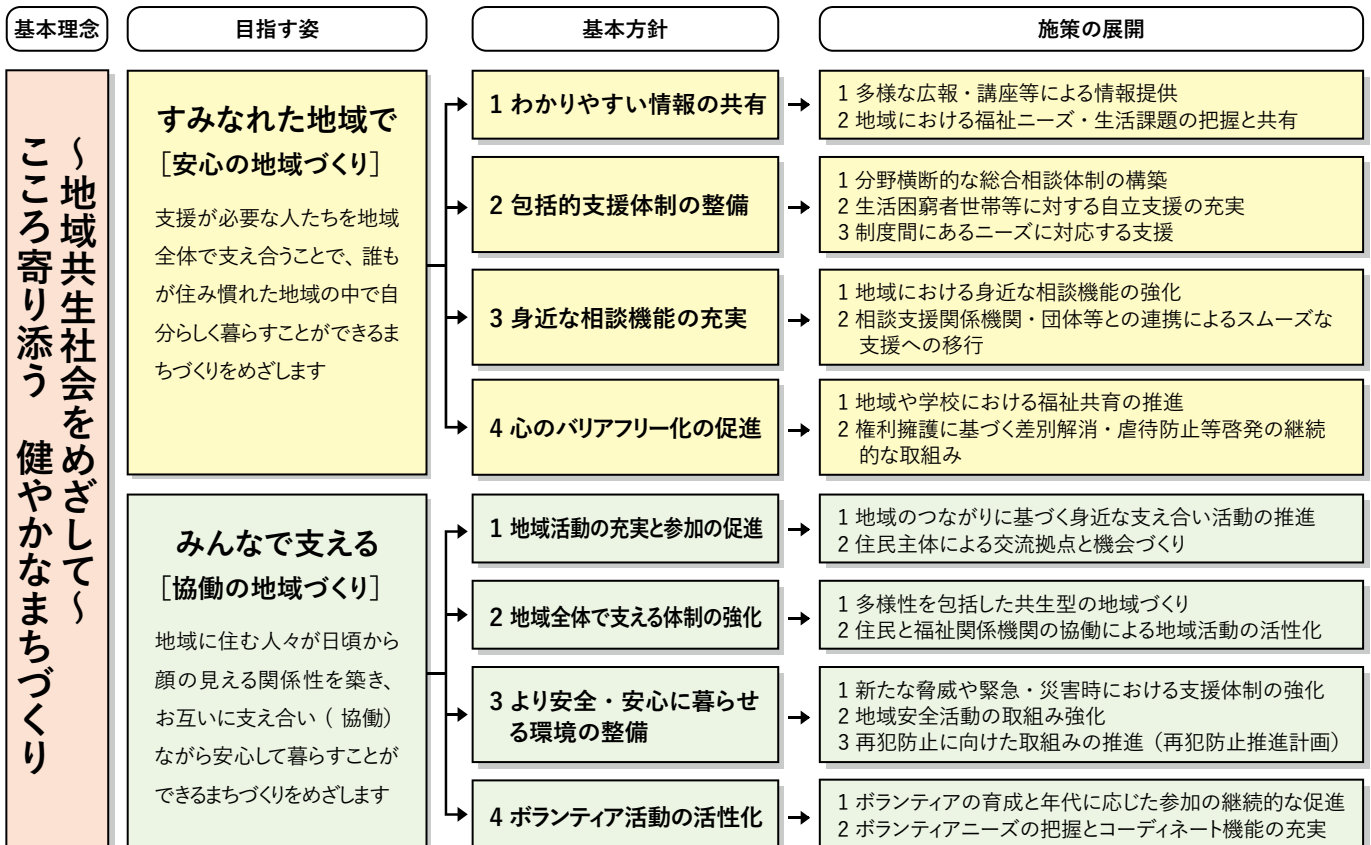 基本理念
目指す姿
基本方針
施策の展開
～地域共生社会をめざして～
こころ寄り添う　健やかなまちづくり
すみなれた地域で
［安心の地域づくり］
支援が必要な人たちを地域
全体で支え合うことで、誰も
が住み慣れた地域の中で自
分らしく暮らすことができるま
ちづくりをめざします
1 わかりやすい情報の共有
1 多様な広報・講座等による情報提供
2 地域における福祉ニーズ・生活課題の把握と共有
2 包括的支援体制の整備
1 分野横断的な総合相談体制の構築
2 生活困窮者世帯等に対する自立支援の充実
3 制度間にあるニーズに対応する支援
3 身近な相談機能の充実
1 地域における身近な相談機能の強化
2 相談支援関係機関・団体等との連携によるスムーズな
支援への移行
4 心のバリアフリー化の促進
1 地域や学校における福祉共育の推進
2 権利擁護に基づく差別解消・虐待防止等啓発の継続
的な取組み
みんなで支える
［協働の地域づくり］
地域に住む人々が日頃から
顔の見える関係性を築き、
お互いに支え合い（ 協働）
ながら安心して暮らすことが
できるまちづくりをめざします
1 地域活動の充実と参加の促進
1 地域のつながりに基づく身近な支え合い活動の推進
2 住民主体による交流拠点と機会づくり
2 地域全体で支える体制の強化
1 多様性を包括した共生型の地域づくり
2 住民と福祉関係機関の協働による地域活動の活性化
3 より安全・安心に暮らせ
る環境の整備
1 新たな脅威や緊急・災害時における支援体制の強化
2 地域安全活動の取組み強化
3 再犯防止に向けた取組みの推進（再犯防止推進計画）
4 ボランティア活動の活性化
1 ボランティアの育成と年代に応じた参加の継続的な促進
2 ボランティアニーズの把握とコーディネート機能の充実